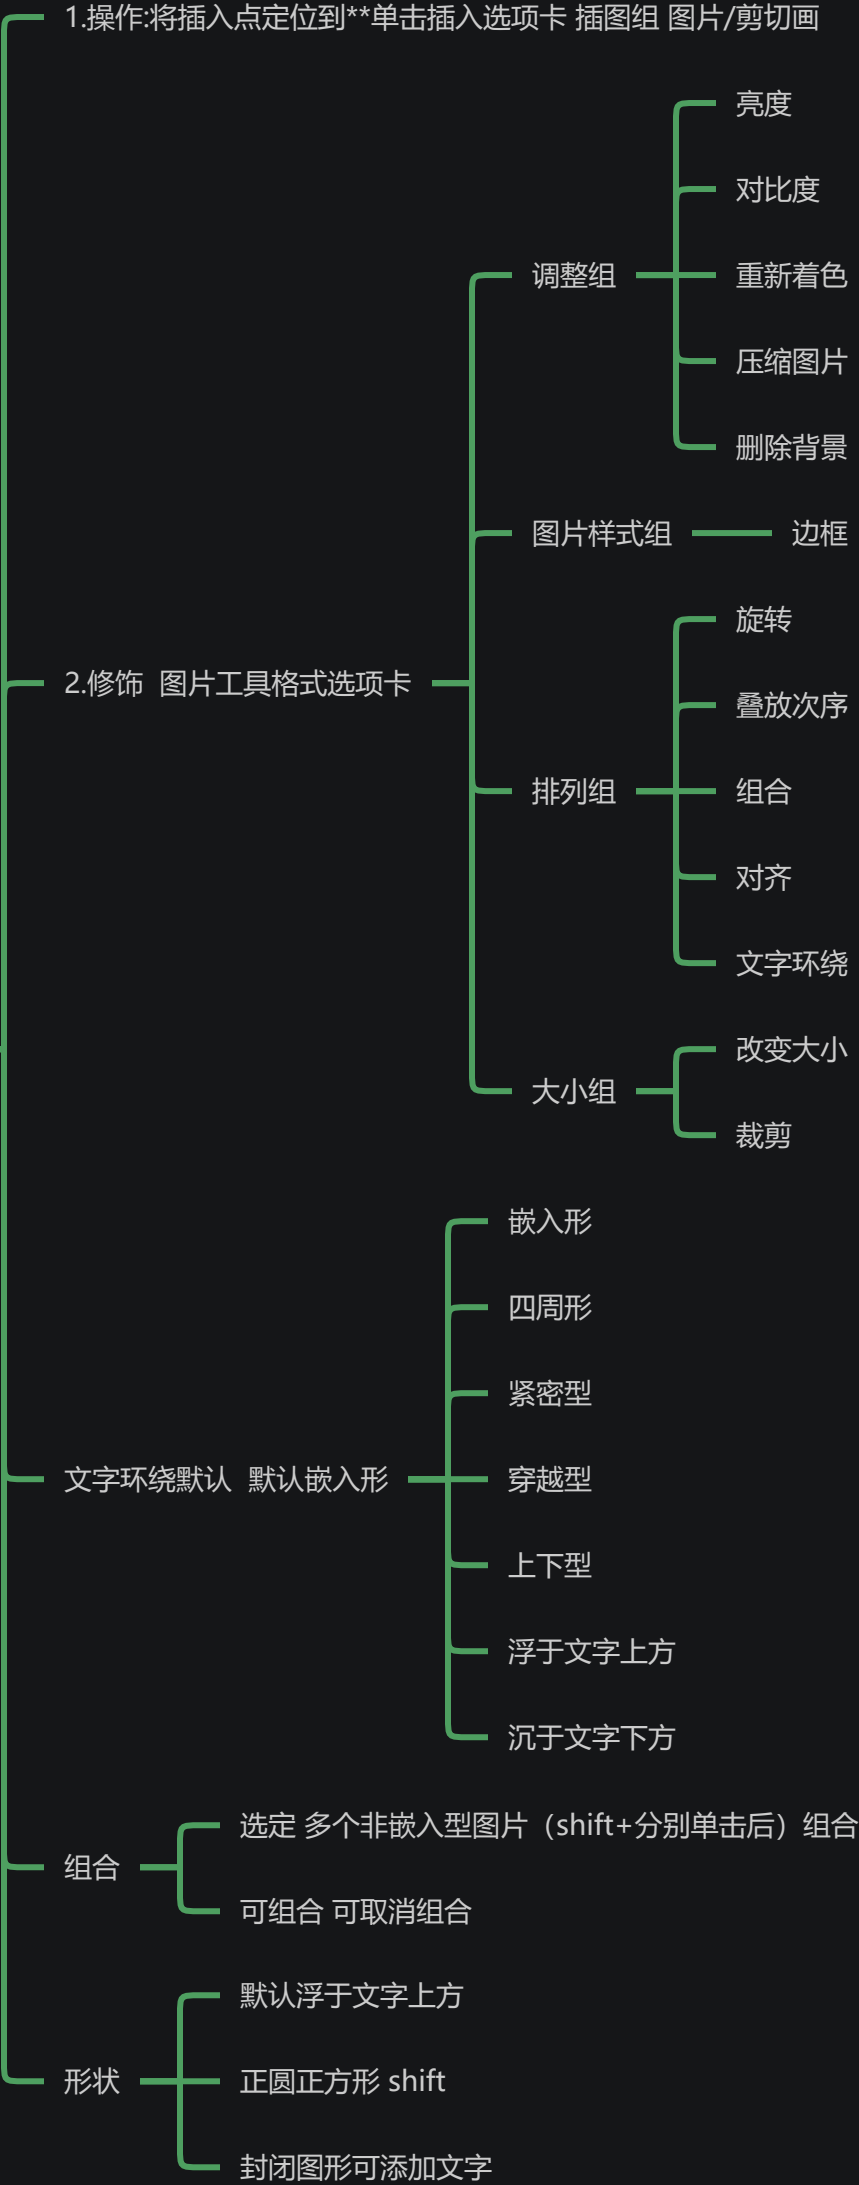 1.操作:将插入点定位到**单击插入选项卡 插图组 图片/剪切画
2.修饰  图片工具格式选项卡
调整组
亮度
对比度
重新着色
压缩图片
删除背景
图片样式组
边框
排列组
旋转
叠放次序
组合
对齐
文字环绕
大小组
改变大小
裁剪
文字环绕默认  默认嵌入形
嵌入形
四周形
紧密型
穿越型
上下型
浮于文字上方
沉于文字下方
组合
选定 多个非嵌入型图片（shift+分别单击后）组合
可组合 可取消组合
形状
默认浮于文字上方
正圆正方形 shift
封闭图形可添加文字